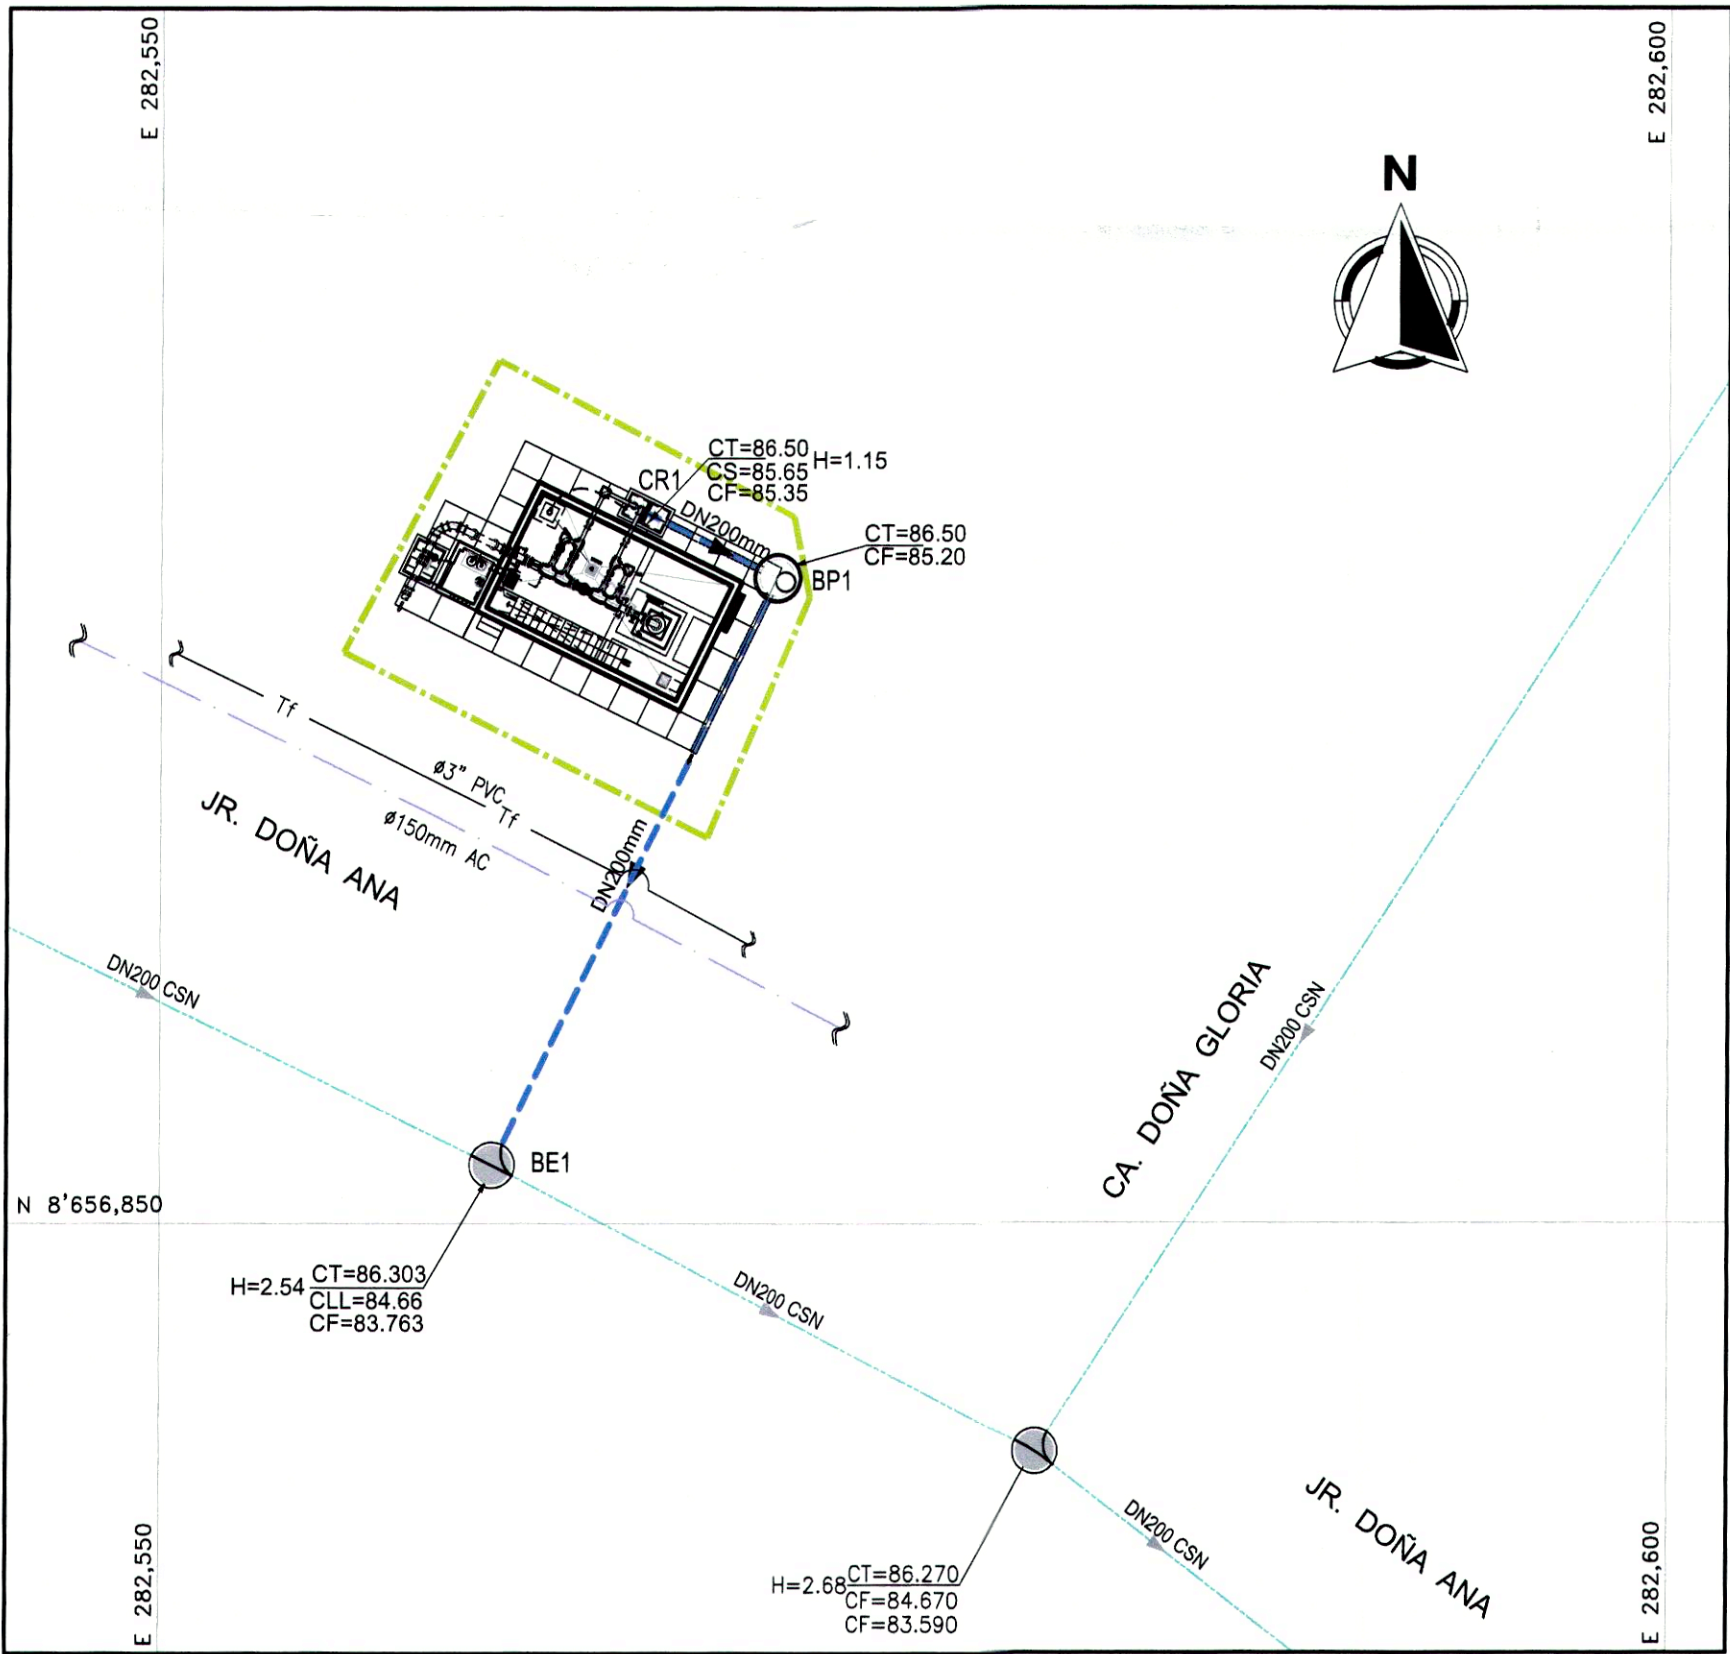 E 282,550
E 282,600
N
CT=86.50
CS=85.65
CF=85.35
H=1.15
CR1
DN200mm
CT=86.50
CF=85.20
BP1
Tf
ø3" PVC
Tf
ø150mm AC
JR. DOÑA ANA
DN200mm
DN200 CSN
CA. DOÑA GLORIA
DN200 CSN
BE1
N 8'656,850
H=2.54
CT=86.303
CLL=84.66
CF=83.763
DN200 CSN
DN200 CSN
JR. DOÑA ANA
H=2.68
CT=86.270
CF=84.670
CF=83.590
E 282,550
E 282,600